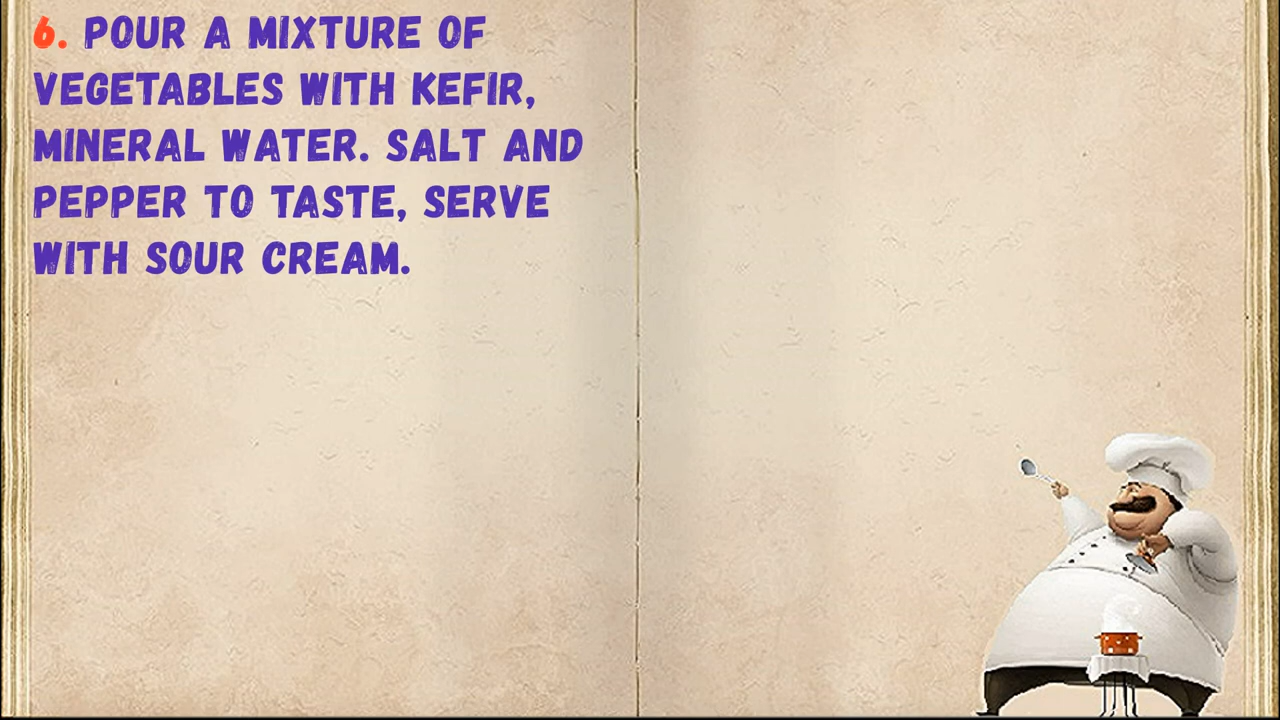 6. POUR A MIXTURE OF
VEGETABLES WITH KEFIR,
MINERAL WATER. SALT AND
PEPPER TO TASTE, SERVE
WITH SOUR CREAM.